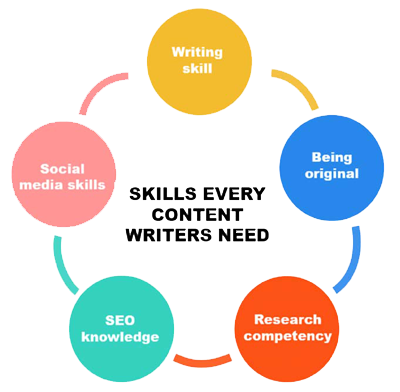 Writing
skill
Being
original
Research
competency
SEO
knowledge
Social
media skills
SKILLS EVERY
CONTENT
WRITERS NEED